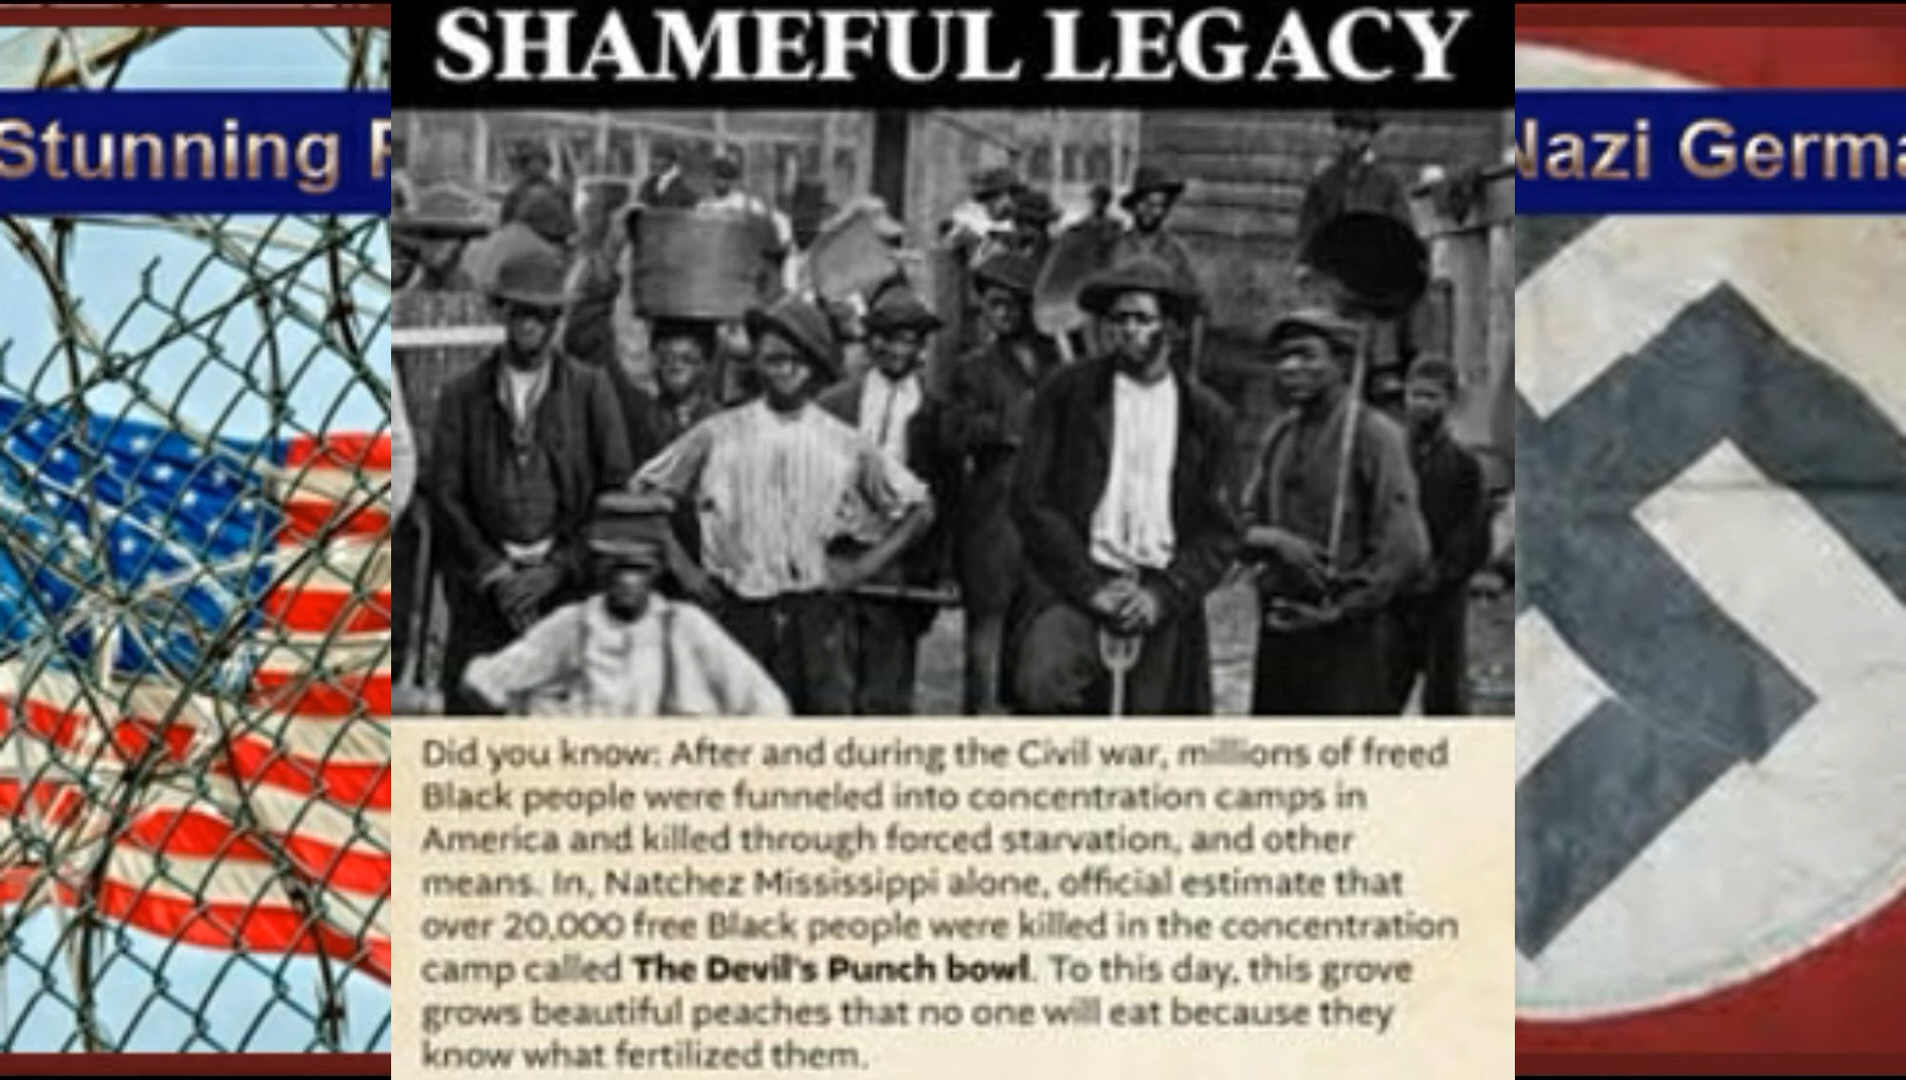 SHAMEFUL LEGACY
Stunning
Nazi Germa
Did you know: After and during the Civil war, millions of freed
Black people were funneled into concentration camps in
America and killed through forced starvation, and other
means. In, Natchez Mississippi alone, official estimate that
over 20,000 free Black people were killed in the concentration
camp called The Devil's Punch bowl. To this day, this grove
grows beautiful peaches that no one will eat because they
know what fertilized them.